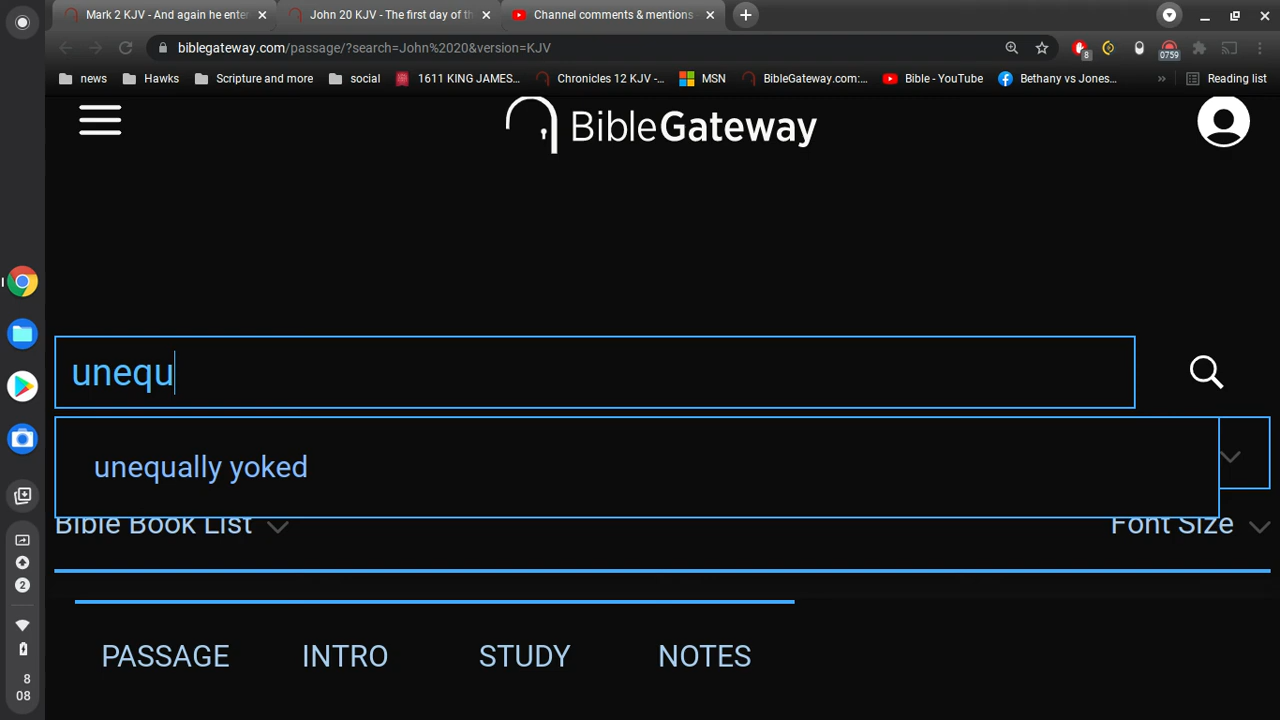 Mark 2 KJV - And again he enter
John 20 KJV - The first day of th
Channel comments & mentions -
biblegateway.com/passage/?search=John%2020&version=KJV
8
0759
news
Hawks
Scripture and more
social
1611 KING JAMES...
Chronicles 12 KJV -...
MSN
BibleGateway.com:...
Bible - YouTube
Bethany vs Jones...
»
Reading list
BibleGateway
unequ
unequally yoked
Bible Book List
Font Size
PASSAGE
INTRO
STUDY
NOTES
2
8
08